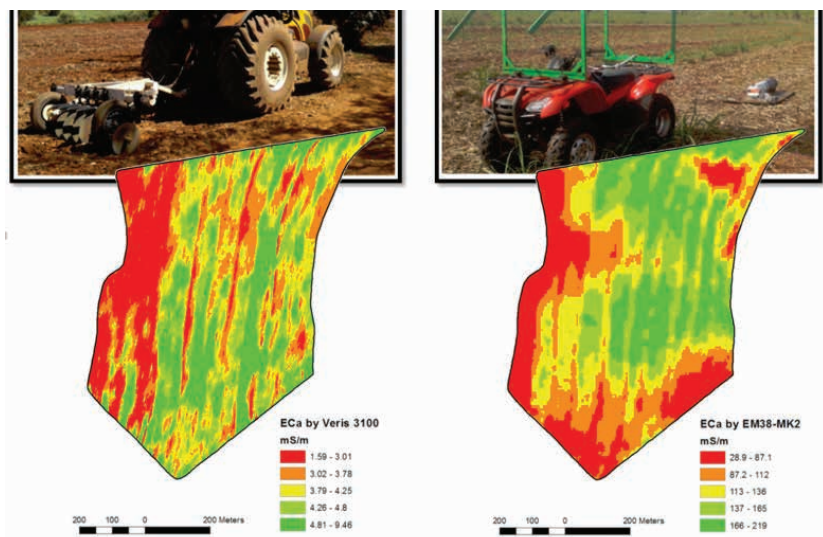 ECa by Veris 3100
mS/m
1.59 - 3.01
3.02 - 3.78
3.79 - 4.25
4.26 - 4.8
4.81 - 9.46
200 100 0 200 Meters
ECa by EM38-MK2
mS/m
28.9 - 87.1
87.2 - 112
113 - 136
137 - 165
166 - 219
200 100 0 200 Meters